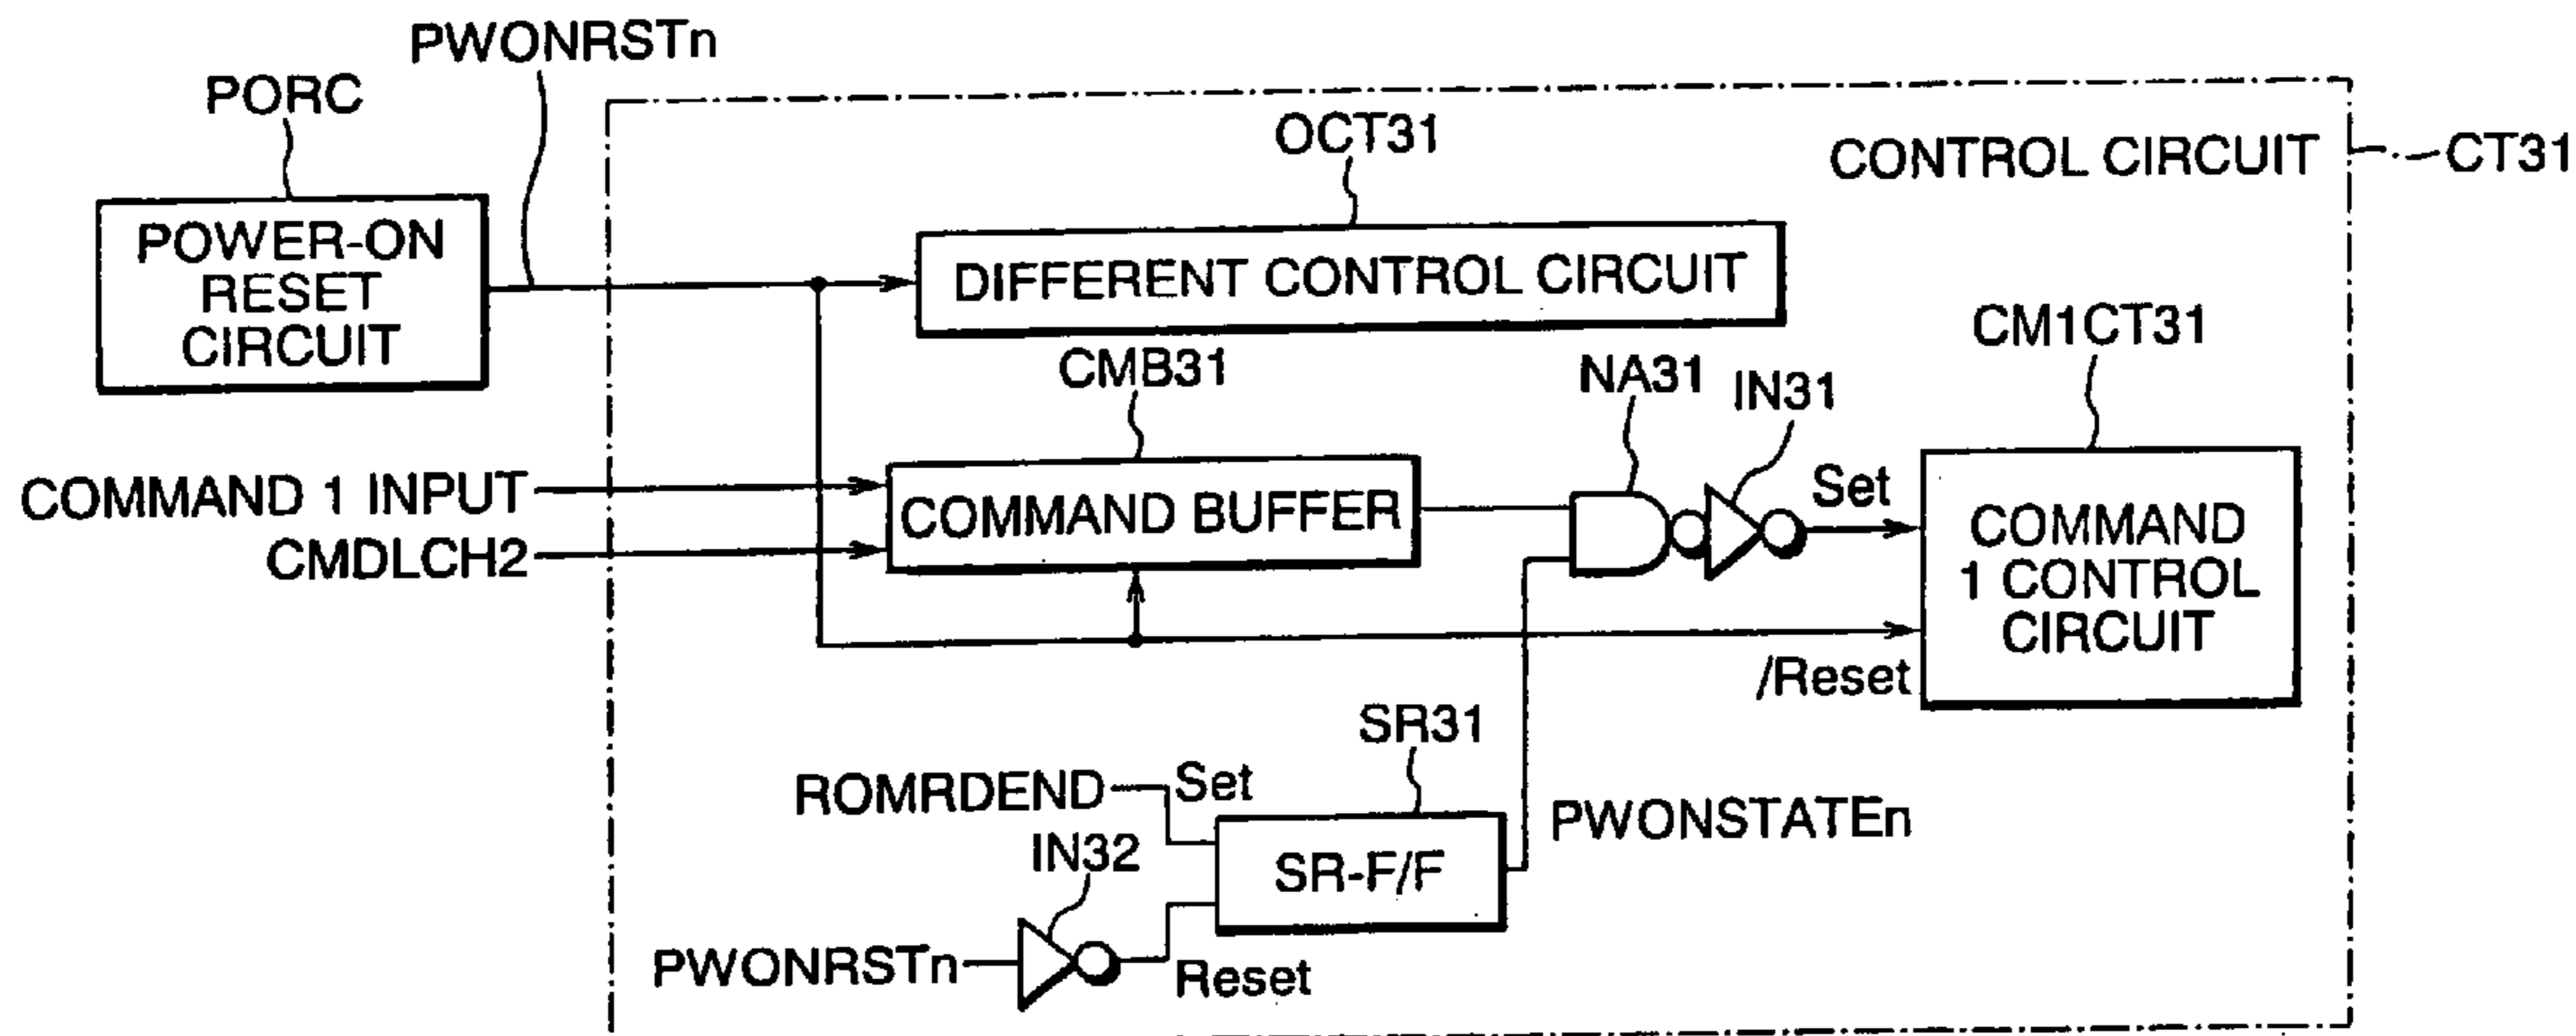 PWONRSTn
PORC
OCT31
CONTROL CIRCUIT
CT31
POWER-ON
RESET
CIRCUIT
DIFFERENT CONTROL CIRCUIT
CM1CT31
CMB31
NA31
IN31
COMMAND 1 INPUT
CMDLCH2
COMMAND BUFFER
Set
COMMAND
1 CONTROL
CIRCUIT
/Reset
SR31
ROMRDEND
Set
PWONSTATEn
IN32
SR-F/F
PWONRSTn
Reset